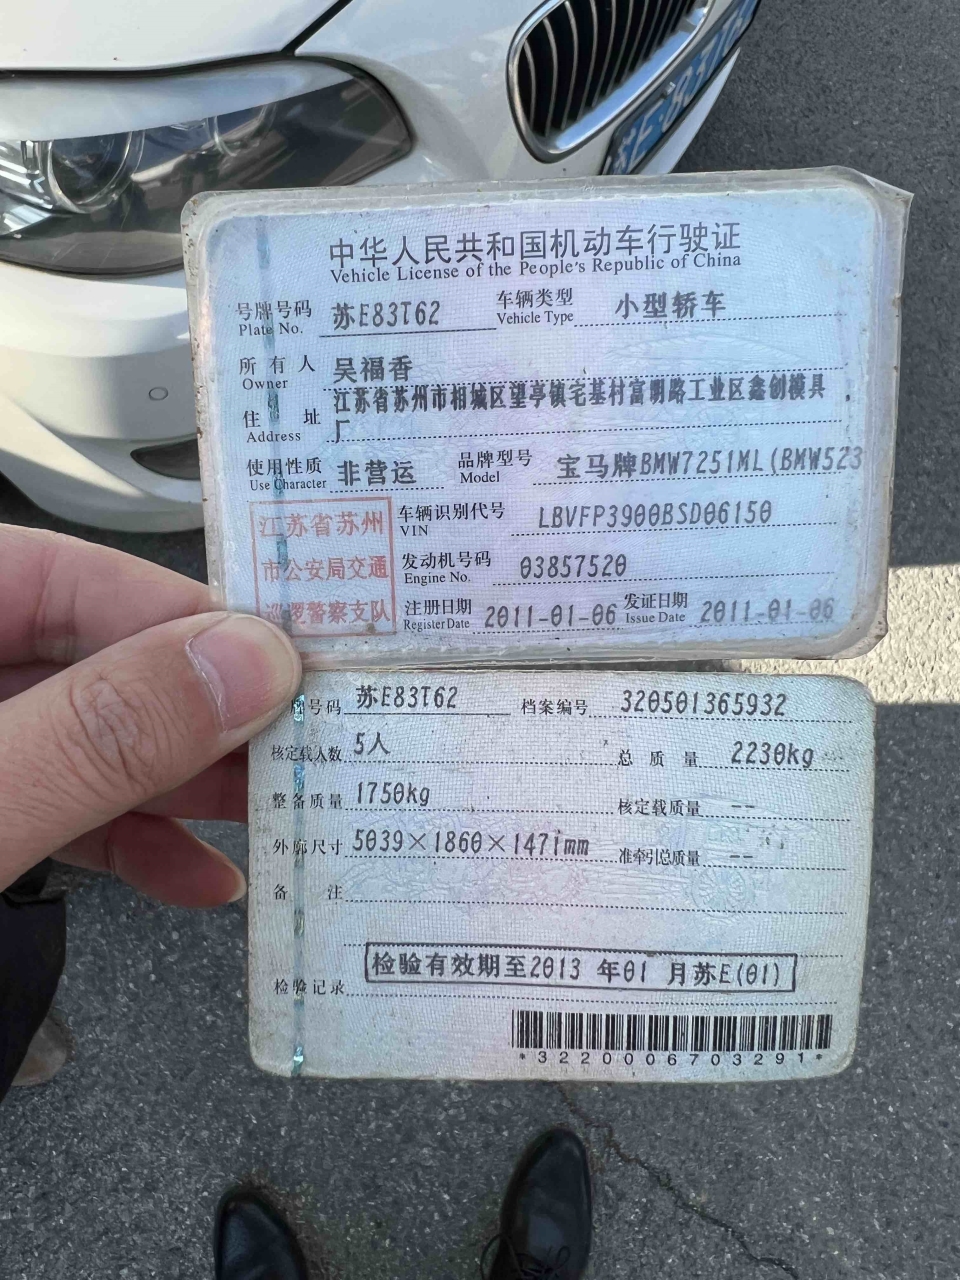 中华人民共和国机动车行驶证
Vehicle License of the People's Republic of China
号牌号码 苏E83T62 车辆类型 小型轿车
Plate No. Vehicle Type
所有人 吴福香
Owner
住址 江苏省苏州市相城区望亭镇宅基村富明路工业区鑫创模具
Address 厂
使用性质 非营运 品牌型号 宝马牌BMW7251ML(BMW523
Use Character Model
江苏省苏州
市公安局交通
巡逻警察支队
车辆识别代号 LBVFP3900BSD06150
VIN
发动机号码 03857520
Engine No.
注册日期 2011-01-06 发证日期 2011-01-06
Register Date Issue Date
牌号码 苏E83T62 档案编号 320501365932
核定载人数 5人 总质量 2230kg
整备质量 1750kg 核定载质量 --
外廓尺寸 5039×1860×1471mm 准牵引总质量 --
备注
检验有效期至2013 年01 月苏E(01)
检验记录
*3220006703291*